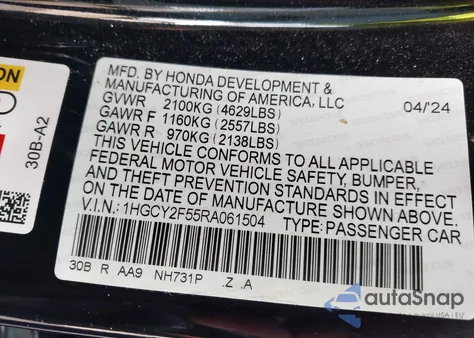 MFD. BY HONDA DEVELOPMENT &
MANUFACTURING OF AMERICA, LLC
04/24
GVWR 2100KG (4629LBS)
GAWR F 1160KG (2557LBS)
GAWR R 970KG (2138LBS)
THIS VEHICLE CONFORMS TO ALL APPLICABLE
FEDERAL MOTOR VEHICLE SAFETY, BUMPER,
AND THEFT PREVENTION STANDARDS IN EFFECT
ON THE DATE OF MANUFACTURE SHOWN ABOVE.
V.I.N.: 1HGCY2F55RA061504 TYPE: PASSENGER CAR
30B R AA9 NH731P .Z .A
30B-A2
autoSnap